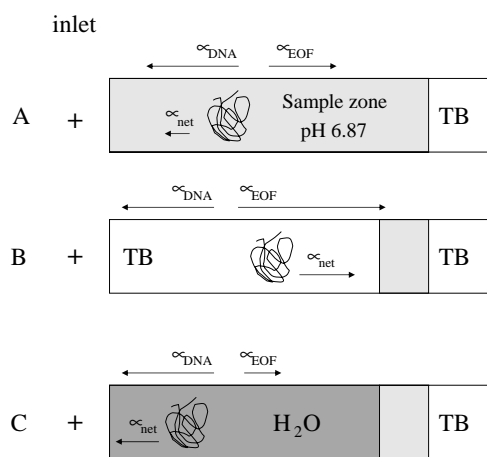 inlet
∝DNA ∝EOF
A + ∝net Sample zone TB
pH 6.87
∝DNA ∝EOF
B + TB ∝net TB
∝DNA ∝EOF
C + ∝net H₂O TB